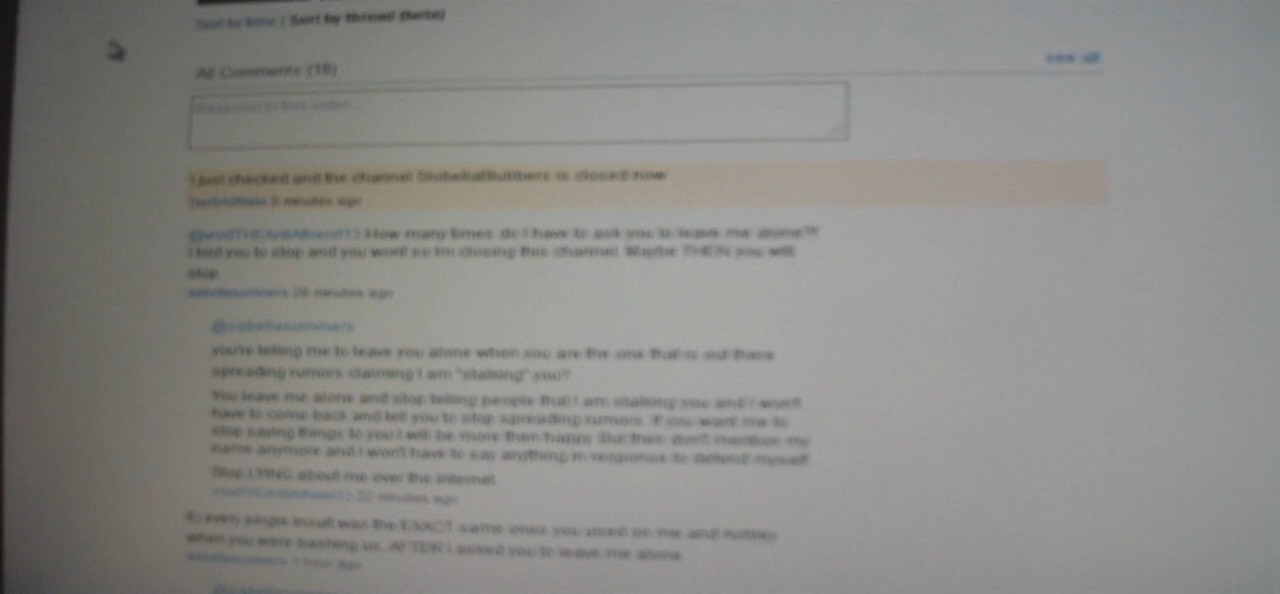 Sort by time | Sort by thread (beta)
All Comments (18)
see all
Respond to this video...
I just checked and the channel is closed now
6 minutes ago
How many times do I have to ask you to leave me alone?!!
I told you to stop and you wont so Im closing this channel. Maybe THEN you will
stop.
28 minutes ago
you're telling me to leave you alone when you are the one that is out there
spreading rumors claiming I am "stalking" you?
You leave me alone and stop telling people that I am stalking you and I won't
have to come back and tell you to stop spreading rumors. If you want me to
stop saying things to you I will be more then happy. But then don't mention my
name anymore and I won't have to say anything in response to defend myself.
Stop LYING about me over the internet.
minutes ago
every single insult was the EXACT same ones you used on me and
when you were bashing us, AFTER I asked you to leave me alone
1 hour ago